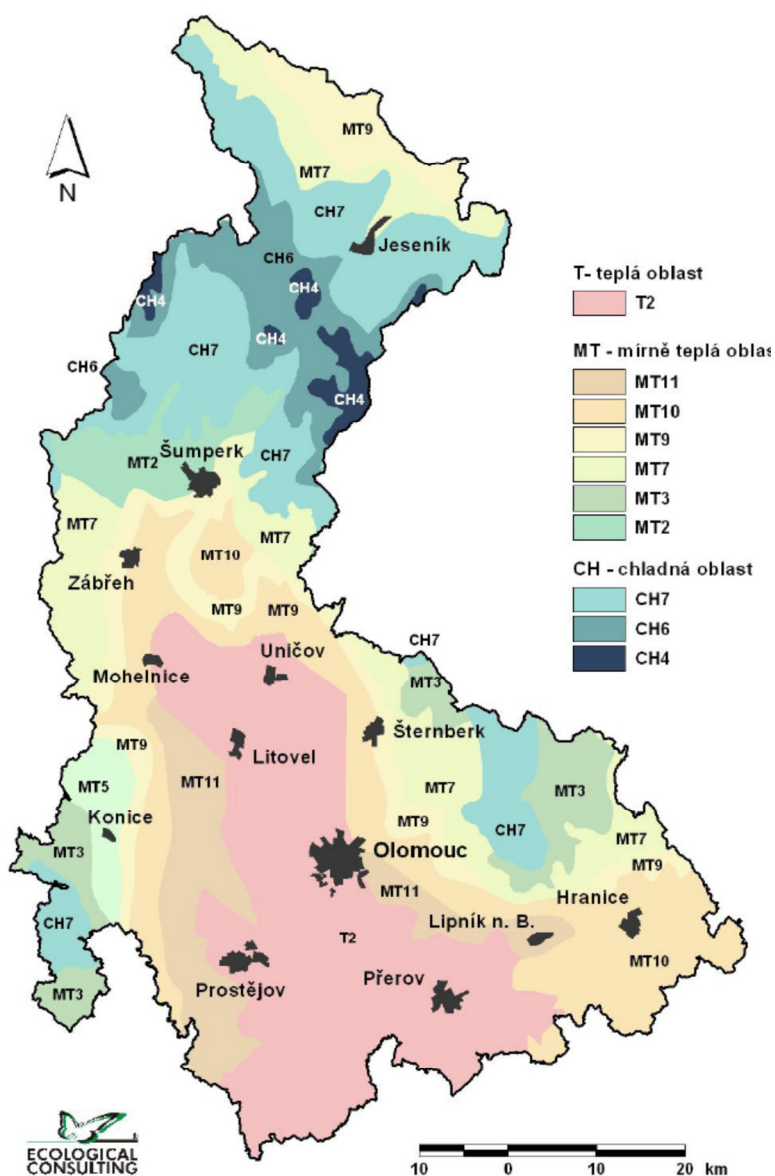 MT9
MT7
CH7
N
Jeseník
CH6
CH4
CH4
CH4
CH7
CH6
CH4
Šumperk
MT2
CH7
MT7
MT7
MT10
Zábřeh
MT9
MT9
CH7
Uničov
Mohelnice
MT3
Šternberk
MT9
Litovel
MT11
MT5
MT7
MT3
Konice
MT9
CH7
MT7
MT3
Olomouc
MT9
MT11
Hranice
CH7
Lipník n. B.
T2
MT10
Prostějov
Přerov
MT3
T- teplá oblast
T2
MT - mírně teplá oblas
MT11
MT10
MT9
MT7
MT3
MT2
CH - chladná oblast
CH7
CH6
CH4
ECOLOGICAL
CONSULTING
10 0 10 20 km